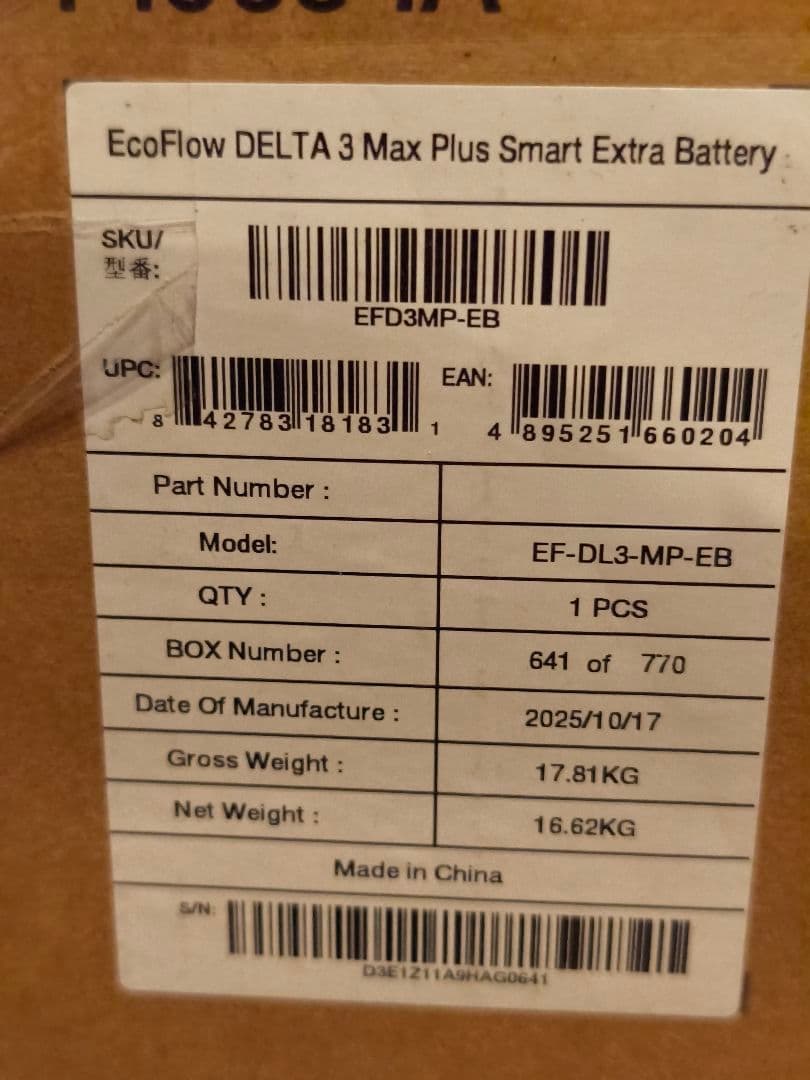 EcoFlow DELTA 3 Max Plus Smart Extra Battery
SKU/
型番:
EFD3MP-EB
UPC:
8 42783 18183 1
EAN:
4 895251 660204
Part Number :
Model: EF-DL3-MP-EB
QTY : 1 PCS
BOX Number : 641 of 770
Date Of Manufacture : 2025/10/17
Gross Weight : 17.81KG
Net Weight : 16.62KG
Made in China
S/N:
D3E1Z11A9HAG0641